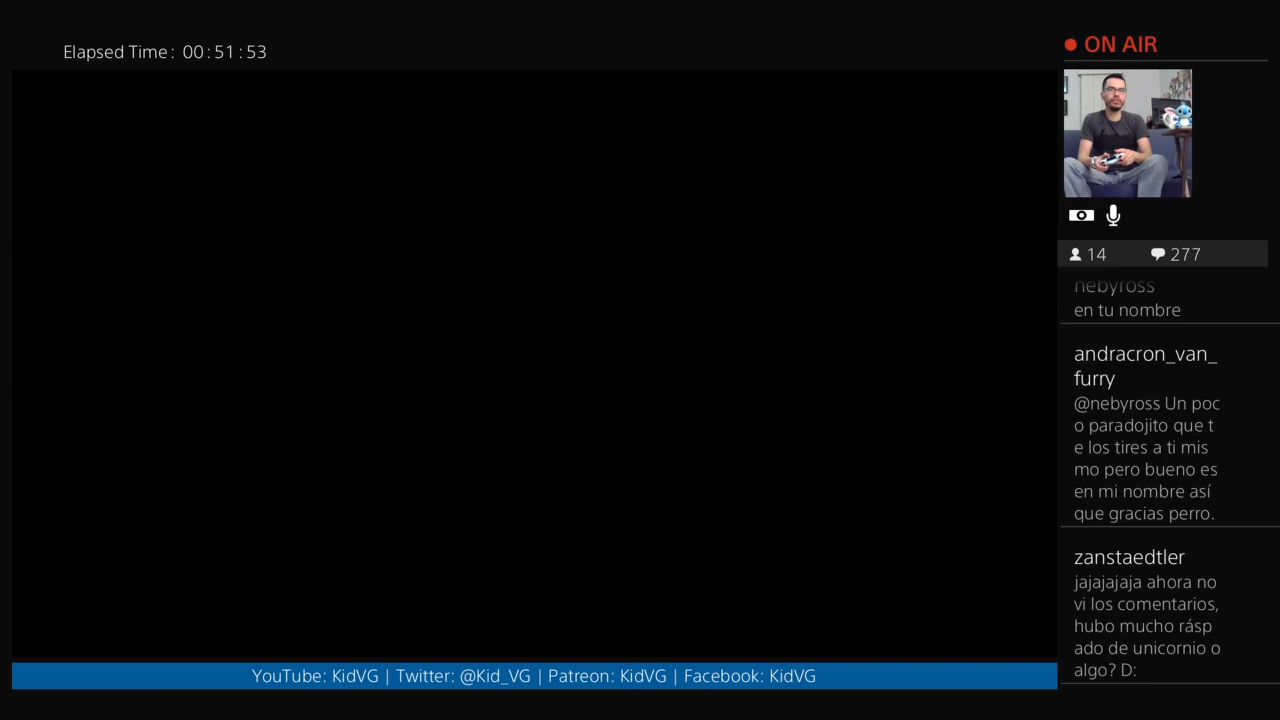 Elapsed Time: 00:51:53
ON AIR
14
277
nebyross
en tu nombre
andracron_van_
furry
@nebyross Un poc
o paradojito que t
e los tires a ti mis
mo pero bueno es
en mi nombre así
que gracias perro.
zanstaedtler
jajajajaja ahora no
vi los comentarios,
hubo mucho rásp
ado de unicornio o
algo? D:
YouTube: KidVG | Twitter: @Kid_VG | Patreon: KidVG | Facebook: KidVG